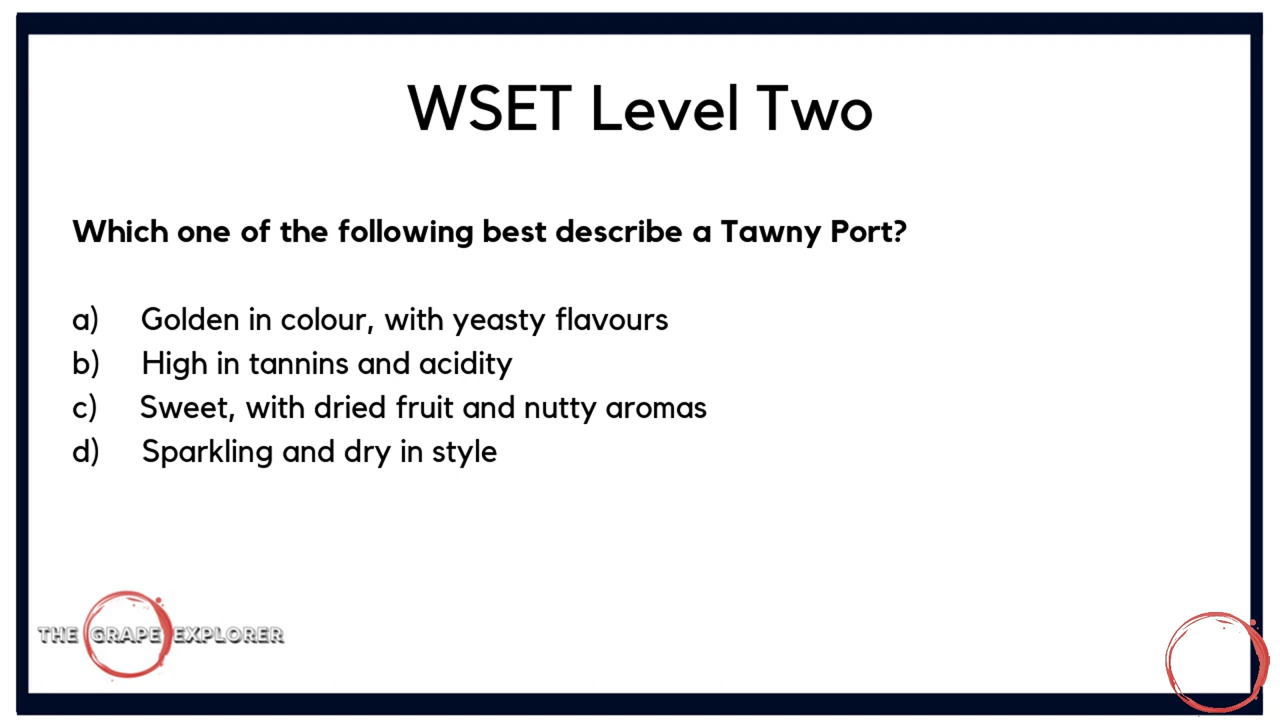 WSET Level Two
Which one of the following best describe a Tawny Port?
a) Golden in colour, with yeasty flavours
b) High in tannins and acidity
c) Sweet, with dried fruit and nutty aromas
d) Sparkling and dry in style
THE GRAPE EXPLORER